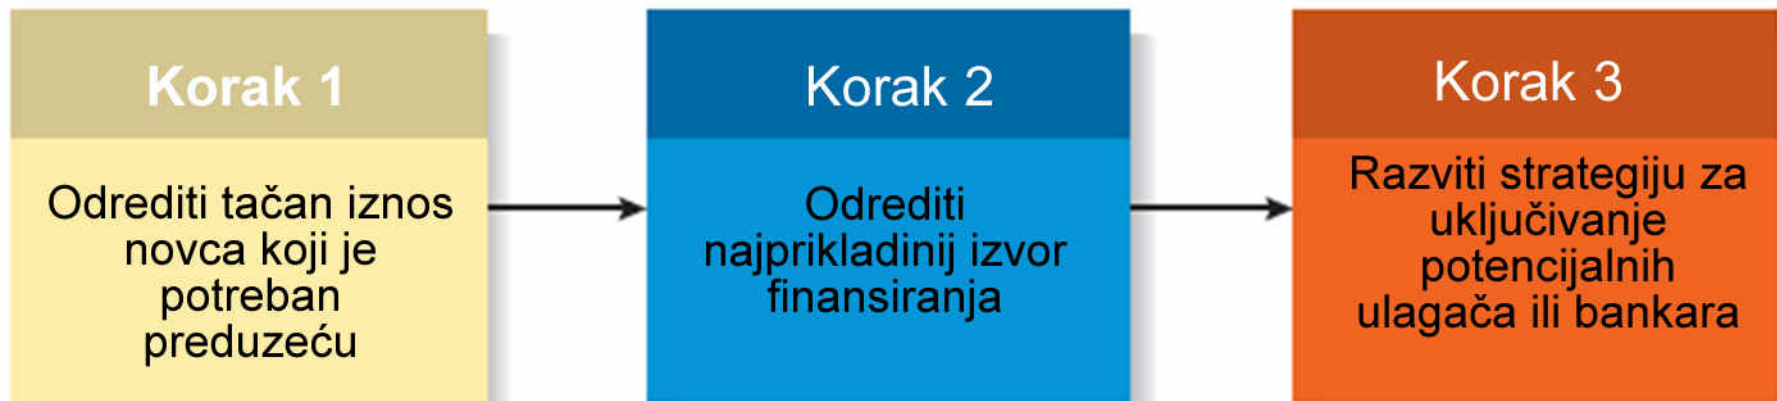 Korak 1
Odrediti tačan iznos
novca koji je
potreban
preduzeću
Korak 2
Odrediti
najprikladinij izvor
finansiranja
Korak 3
Razviti strategiju za
uključivanje
potencijalnih
ulagača ili bankara